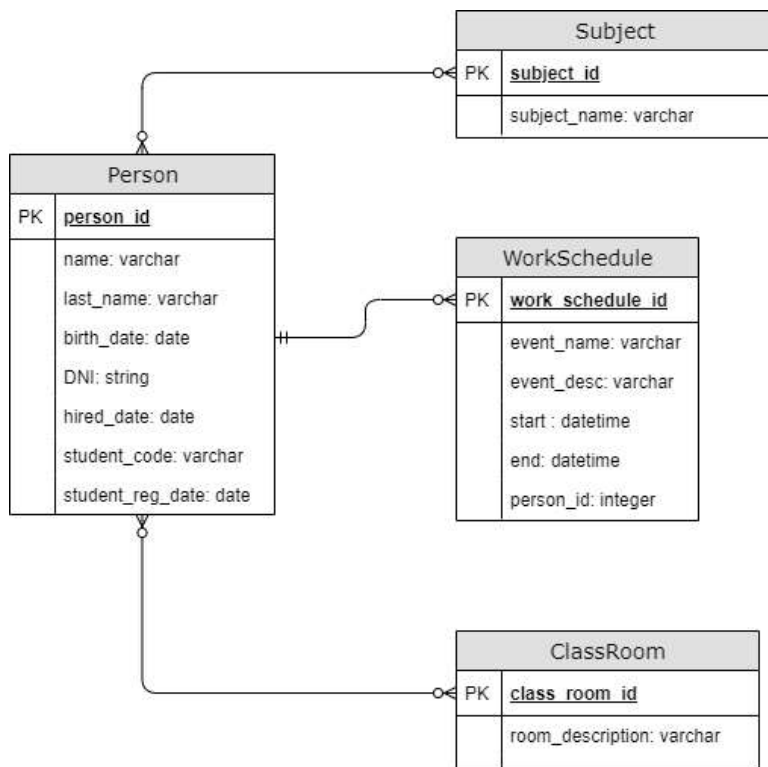 Subject
PK subject_id
subject_name: varchar
Person
PK person_id
name: varchar
last_name: varchar
birth_date: date
DNI: string
hired_date: date
student_code: varchar
student_reg_date: date
WorkSchedule
PK work_schedule_id
event_name: varchar
event_desc: varchar
start : datetime
end: datetime
person_id: integer
ClassRoom
PK class_room_id
room_description: varchar